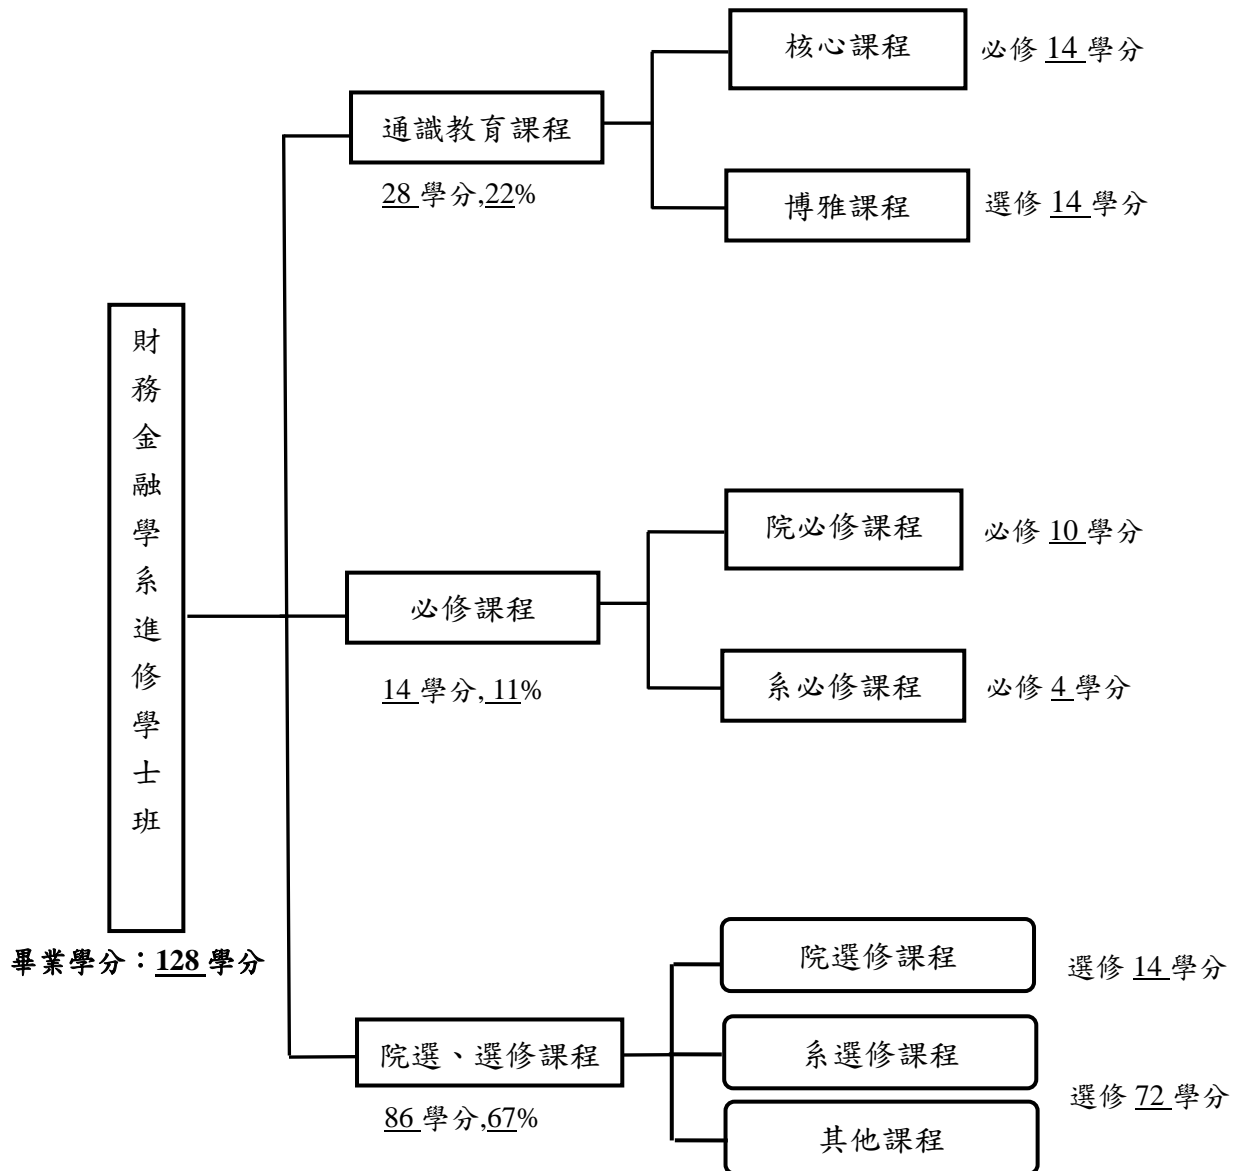 核心課程
必修 14 學分
通識教育課程
28 學分,22%
博雅課程
選修 14 學分
財務金融學系進修學士班
畢業學分：128 學分
院必修課程
必修 10 學分
必修課程
14 學分, 11%
系必修課程
必修 4 學分
院選修課程
選修 14 學分
院選、選修課程
86 學分,67%
系選修課程
選修 72 學分
其他課程